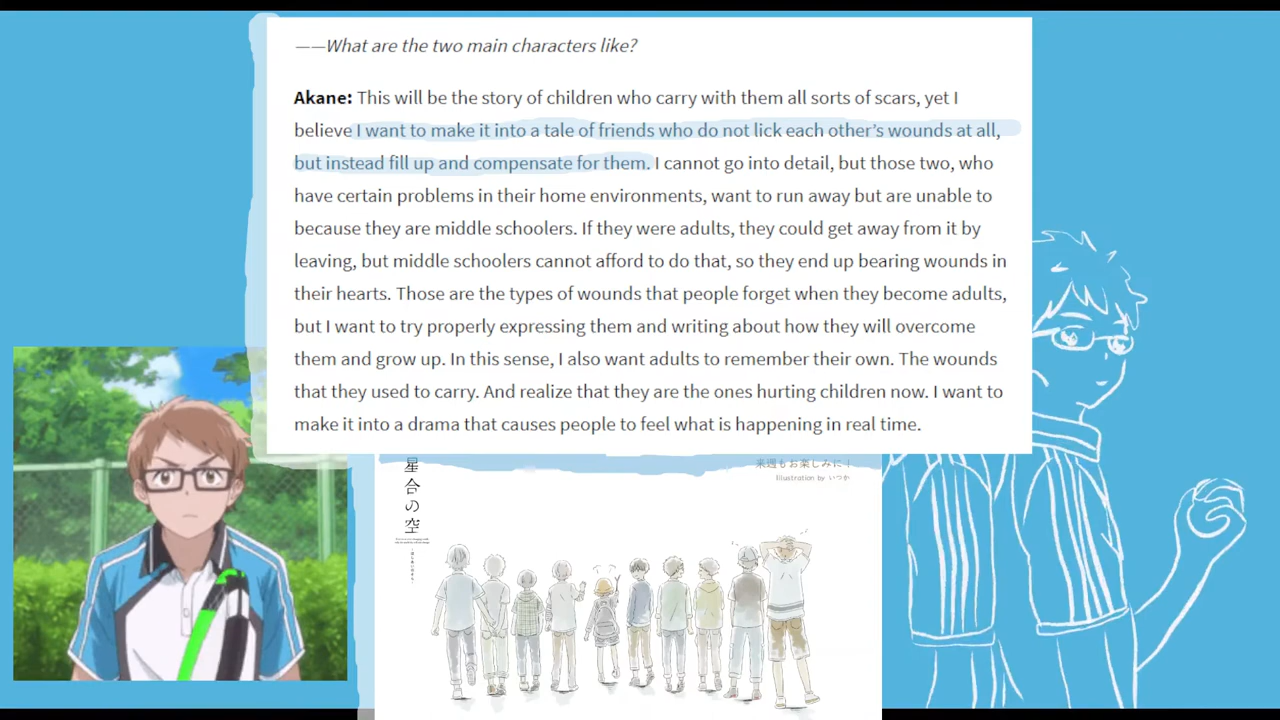 ——What are the two main characters like?
Akane: This will be the story of children who carry with them all sorts of scars, yet I
believe I want to make it into a tale of friends who do not lick each other’s wounds at all,
but instead fill up and compensate for them. I cannot go into detail, but those two, who
have certain problems in their home environments, want to run away but are unable to
because they are middle schoolers. If they were adults, they could get away from it by
leaving, but middle schoolers cannot afford to do that, so they end up bearing wounds in
their hearts. Those are the types of wounds that people forget when they become adults,
but I want to try properly expressing them and writing about how they will overcome
them and grow up. In this sense, I also want adults to remember their own. The wounds
that they used to carry. And realize that they are the ones hurting children now. I want to
make it into a drama that causes people to feel what is happening in real time.
星合の空
来週もお楽しみに！
Illustration by いつか